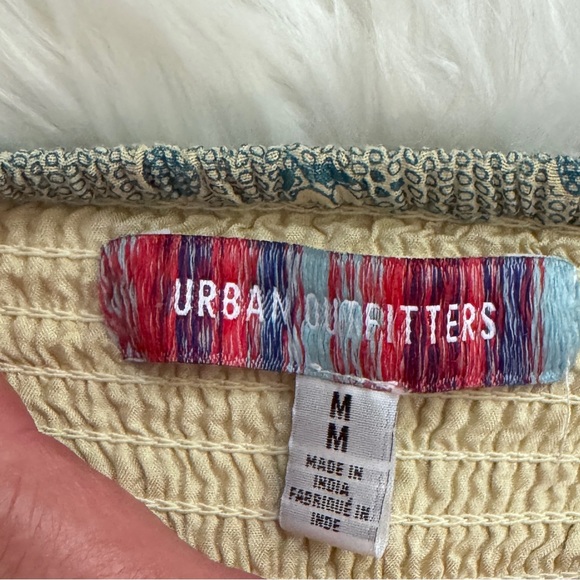 URBAN OUTFITTERS
M
M
MADE IN
INDIA
FABRIQUÉ IN
INDE